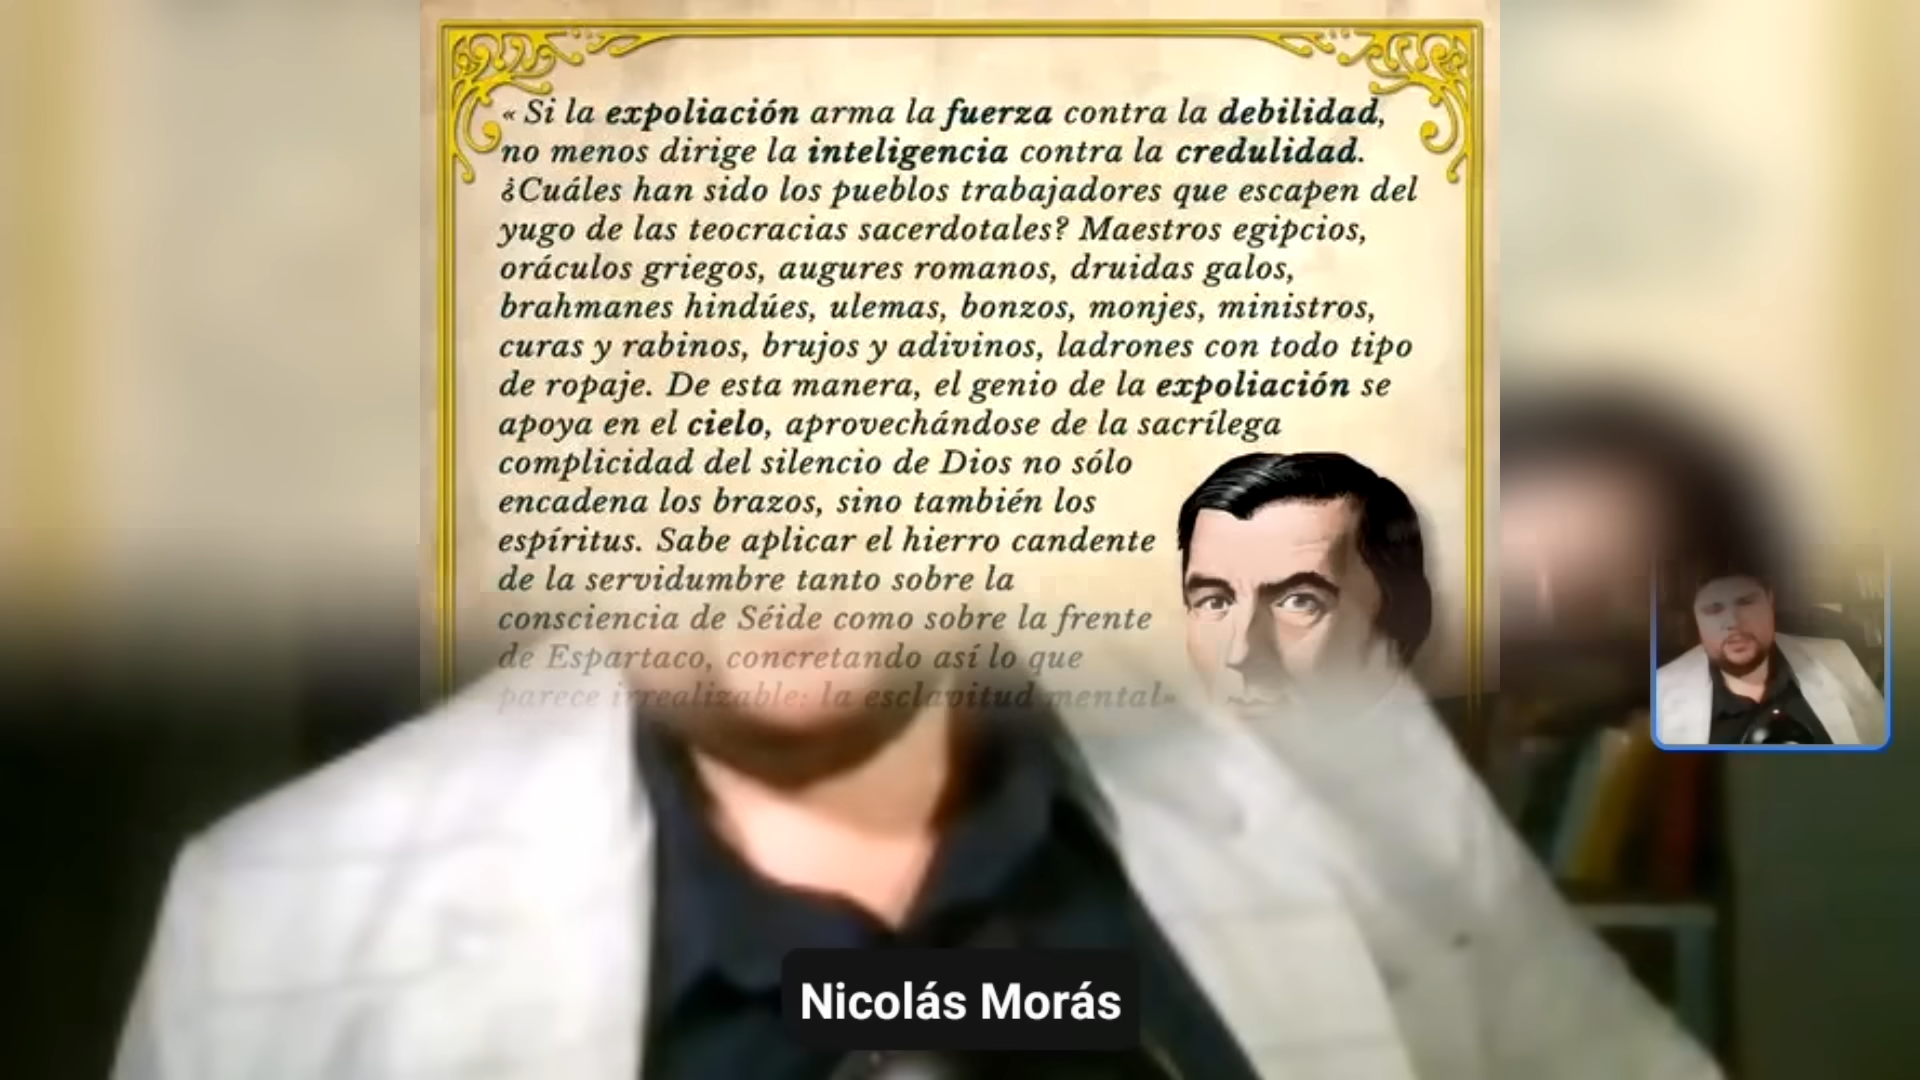 « Si la expoliación arma la fuerza contra la debilidad,
no menos dirige la inteligencia contra la credulidad.
¿Cuáles han sido los pueblos trabajadores que escapen del
yugo de las teocracias sacerdotales? Maestros egipcios,
oráculos griegos, augures romanos, druidas galos,
brahmanes hindúes, ulemas, bonzos, monjes, ministros,
curas y rabinos, brujos y adivinos, ladrones con todo tipo
de ropaje. De esta manera, el genio de la expoliación se
apoya en el cielo, aprovechándose de la sacrílega
complicidad del silencio de Dios no sólo
encadena los brazos, sino también los
espíritus. Sabe aplicar el hierro candente
de la servidumbre tanto sobre la
consciencia de Séide como sobre la frente
de Espartaco, concretando así lo que
parece irrealizable: la esclavitud mental»
Nicolás Morás